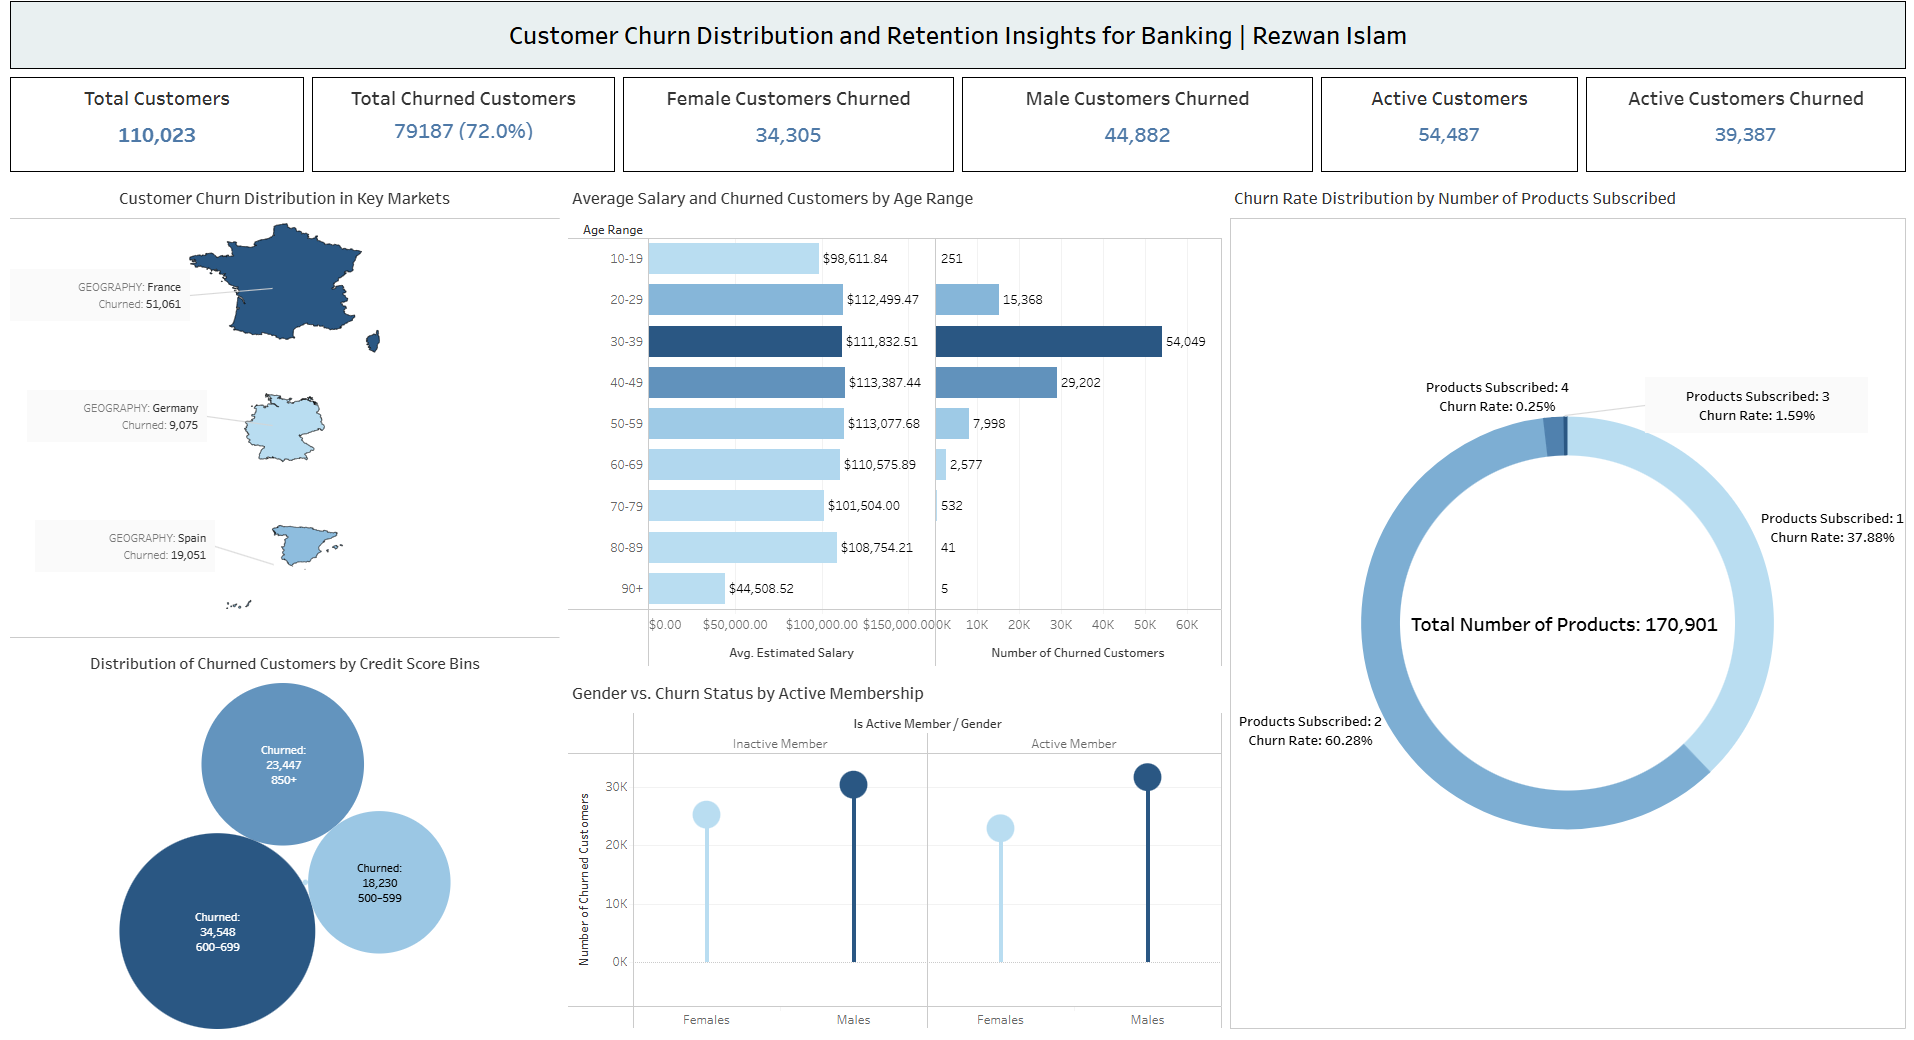 Customer Churn Distribution and Retention Insights for Banking | Rezwan Islam
Total Customers
110,023
Total Churned Customers
79187 (72.0%)
Female Customers Churned
34,305
Male Customers Churned
44,882
Active Customers
54,487
Active Customers Churned
39,387
Customer Churn Distribution in Key Markets
GEOGRAPHY: France
Churned: 51,061
GEOGRAPHY: Germany
Churned: 9,075
GEOGRAPHY: Spain
Churned: 19,051
Distribution of Churned Customers by Credit Score Bins
Churned:
23,447
850+
Churned:
18,230
500–599
Churned:
34,548
600–699
Average Salary and Churned Customers by Age Range
Age Range
10-19 $98,611.84 251
20-29 $112,499.47 15,368
30-39 $111,832.51 54,049
40-49 $113,387.44 29,202
50-59 $113,077.68 7,998
60-69 $110,575.89 2,577
70-79 $101,504.00 532
80-89 $108,754.21 41
90+ $44,508.52 5
$0.00 $50,000.00 $100,000.00 $150,000.00 0K 10K 20K 30K 40K 50K 60K
Avg. Estimated Salary Number of Churned Customers
Gender vs. Churn Status by Active Membership
Is Active Member / Gender
Inactive Member Active Member
Number of Churned Customers
30K
20K
10K
0K
Females Males Females Males
Churn Rate Distribution by Number of Products Subscribed
Products Subscribed: 4
Churn Rate: 0.25%
Products Subscribed: 3
Churn Rate: 1.59%
Products Subscribed: 1
Churn Rate: 37.88%
Total Number of Products: 170,901
Products Subscribed: 2
Churn Rate: 60.28%